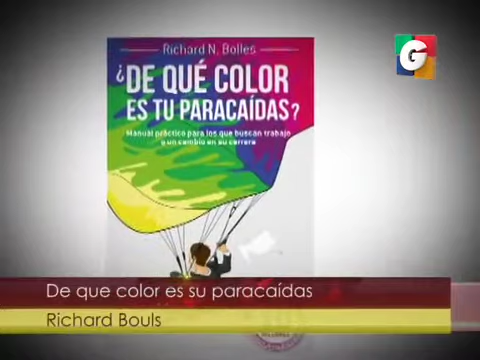 Richard N. Bolles
¿DE QUÉ COLOR
ES TU PARACAÍDAS?
Manual práctico para los que buscan trabajo
o un cambio en su carrera
G
De que color es su paracaídas
Richard Bouls